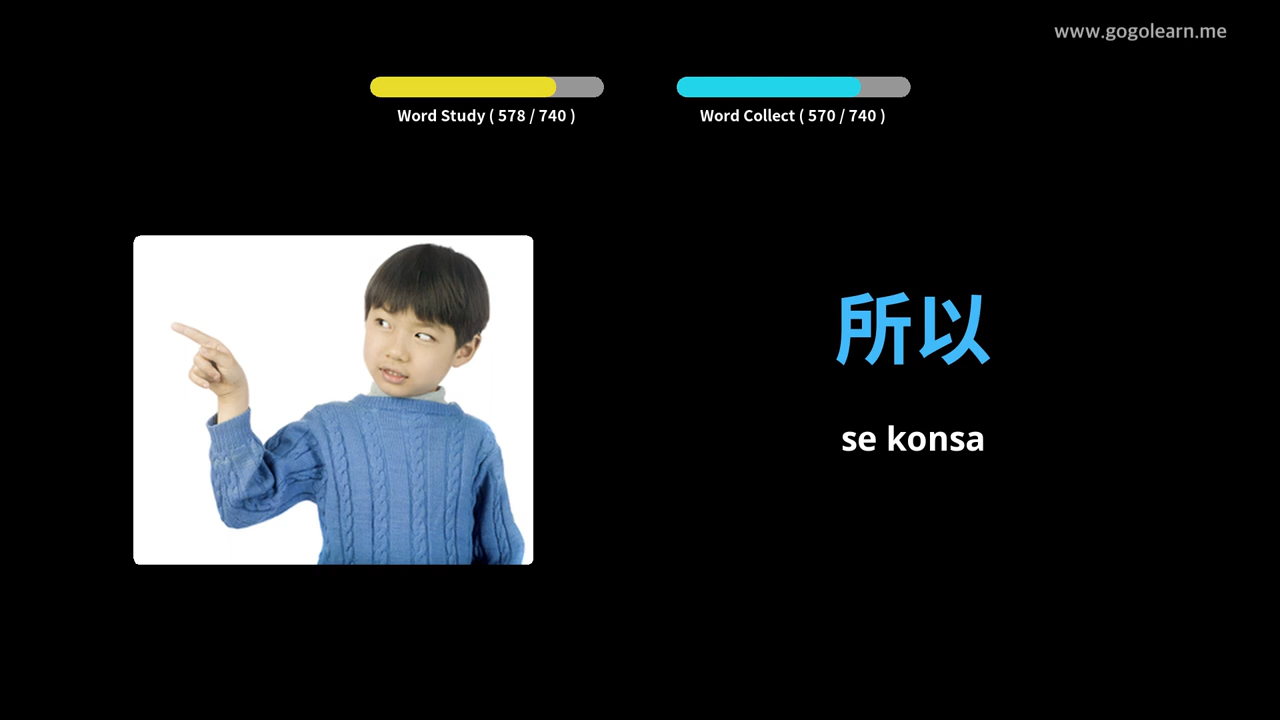 www.gogolearn.me
Word Study ( 578 / 740 )
Word Collect ( 570 / 740 )
所以
se konsa